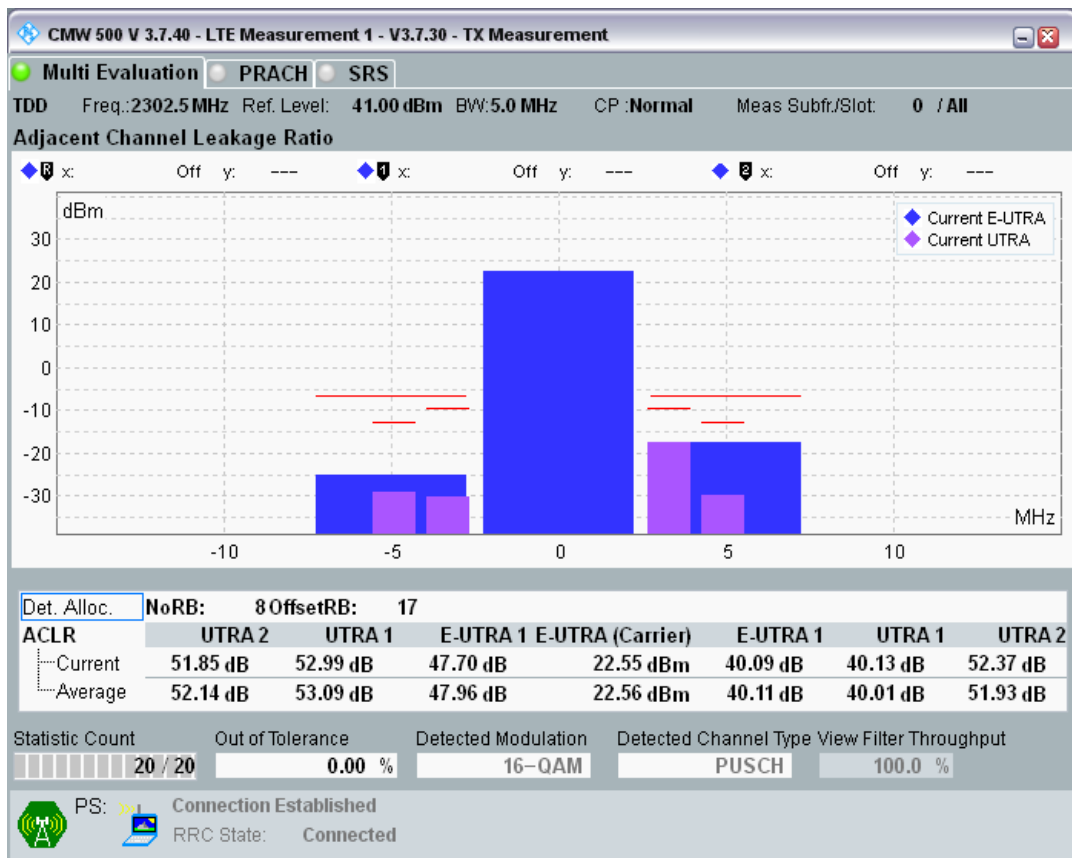 CMW 500 V 3.7.40 - LTE Measurement 1 - V3.7.30 - TX Measurement
Multi Evaluation PRACH SRS
TDD Freq.:2302.5 MHz Ref. Level: 41.00 dBm BW:5.0 MHz CP :Normal Meas Subfr./Slot: 0 / All
Adjacent Channel Leakage Ratio
R x: Off y: --- 1 x: Off y: --- 2 x: Off y: ---
dBm
Current E-UTRA
Current UTRA
30
20
10
0
-10
-20
-30
MHz
-10 -5 0 5 10
Det. Alloc. NoRB: 8 OffsetRB: 17
ACLR UTRA 2 UTRA 1 E-UTRA 1 E-UTRA (Carrier) E-UTRA 1 UTRA 1 UTRA 2
Current 51.85 dB 52.99 dB 47.70 dB 22.55 dBm 40.09 dB 40.13 dB 52.37 dB
Average 52.14 dB 53.09 dB 47.96 dB 22.56 dBm 40.11 dB 40.01 dB 51.93 dB
Statistic Count Out of Tolerance Detected Modulation Detected Channel Type View Filter Throughput
20 / 20 0.00 % 16-QAM PUSCH 100.0 %
PS: Connection Established
RRC State: Connected